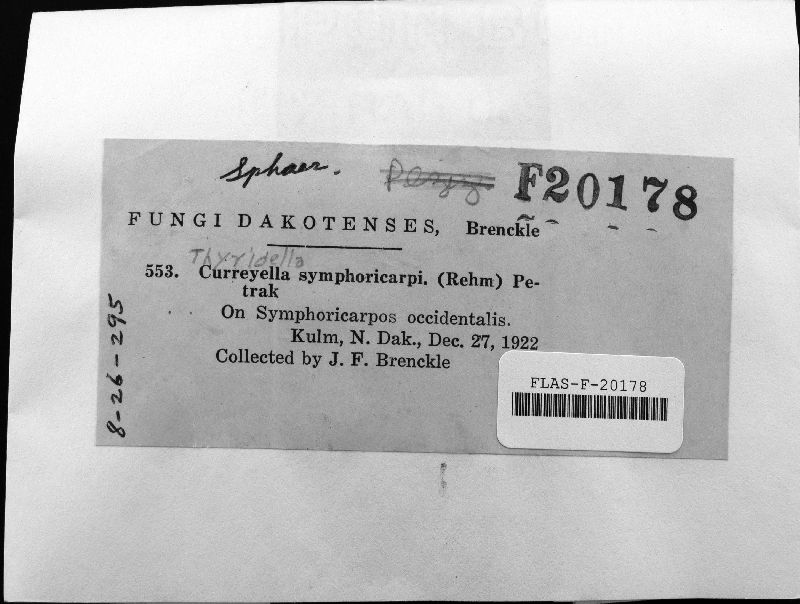 Sphaer. F20178
FUNGI DAKOTENSES, Brenckle
Thyridella
553. Curreyella symphoricarpi. (Rehm) Pe-
trak
On Symphoricarpos occidentalis.
Kulm, N. Dak., Dec. 27, 1922
Collected by J. F. Brenckle
8-26-295
FLAS-F-20178